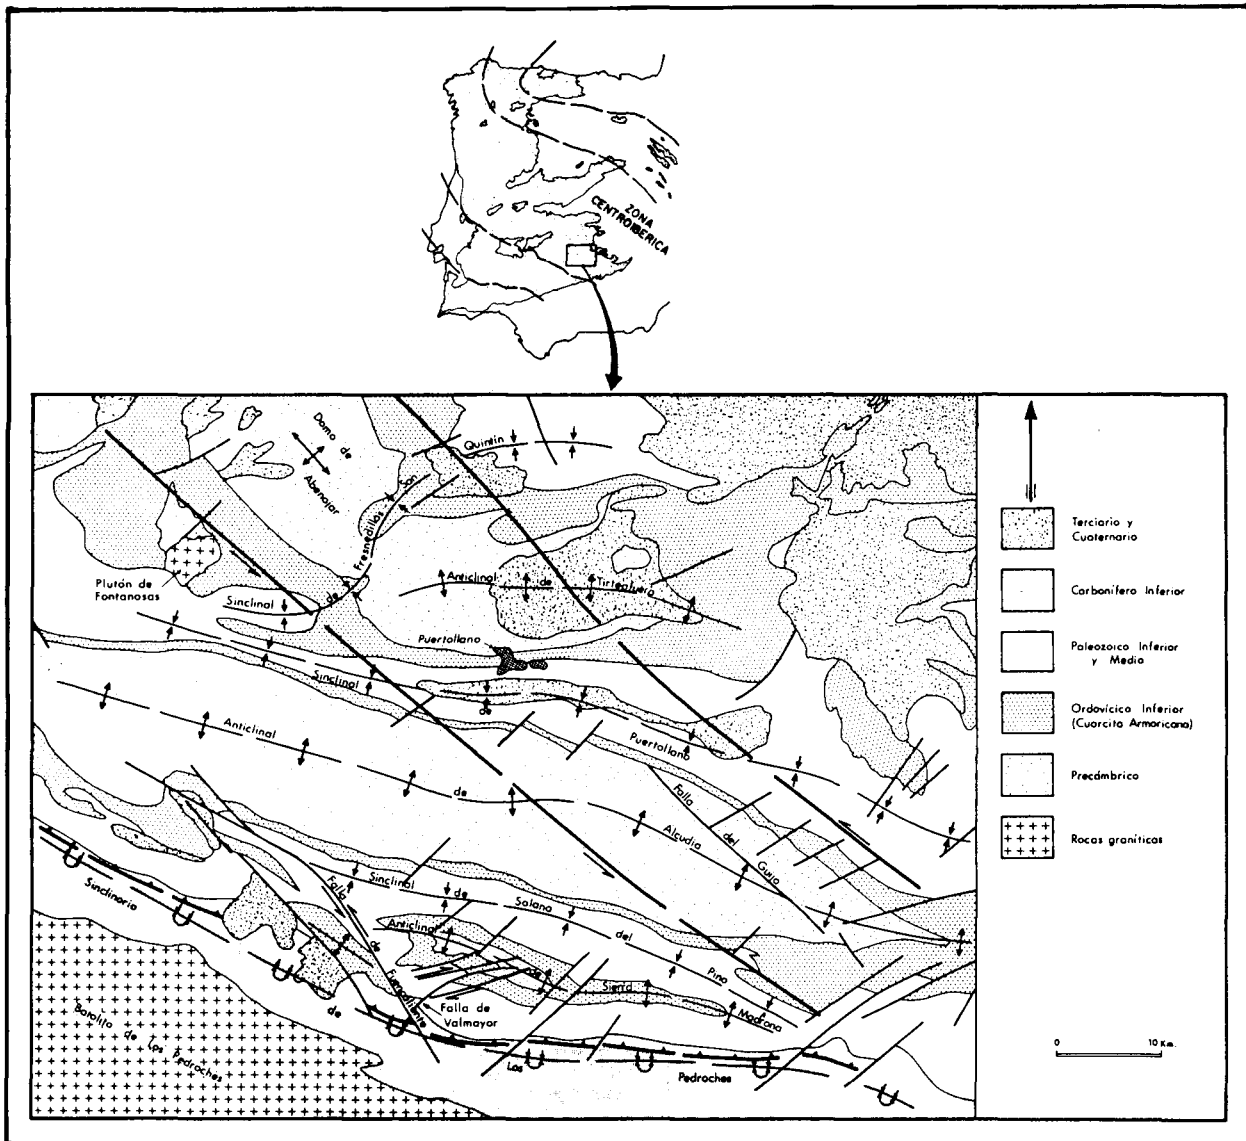 ZONA
CENTROIBERICA
Domo de
Abenojar
Quintín
San
de
Fresnedillas
Sinclinal
Plutón de
Fontanosas
Anticlinal de Tirteafuera
Puertollano
Sinclinal de Puertollano
Anticlinal de Alcudia
Falla del Guijo
Sinclinal de Solana del Pino
Falla de Fuencaliente
Anticlinal de Sierra Madrona
Falla de
Valmayor
Sinclinorio de Los Pedroches
Batolito de Los Pedroches
Terciario y
Cuaternario
Carbonífero Inferior
Paleozoico Inferior
y Medio
Ordovícico Inferior
(Cuarcita Armoricana)
Precámbrico
Rocas graníticas
0 10 Km.